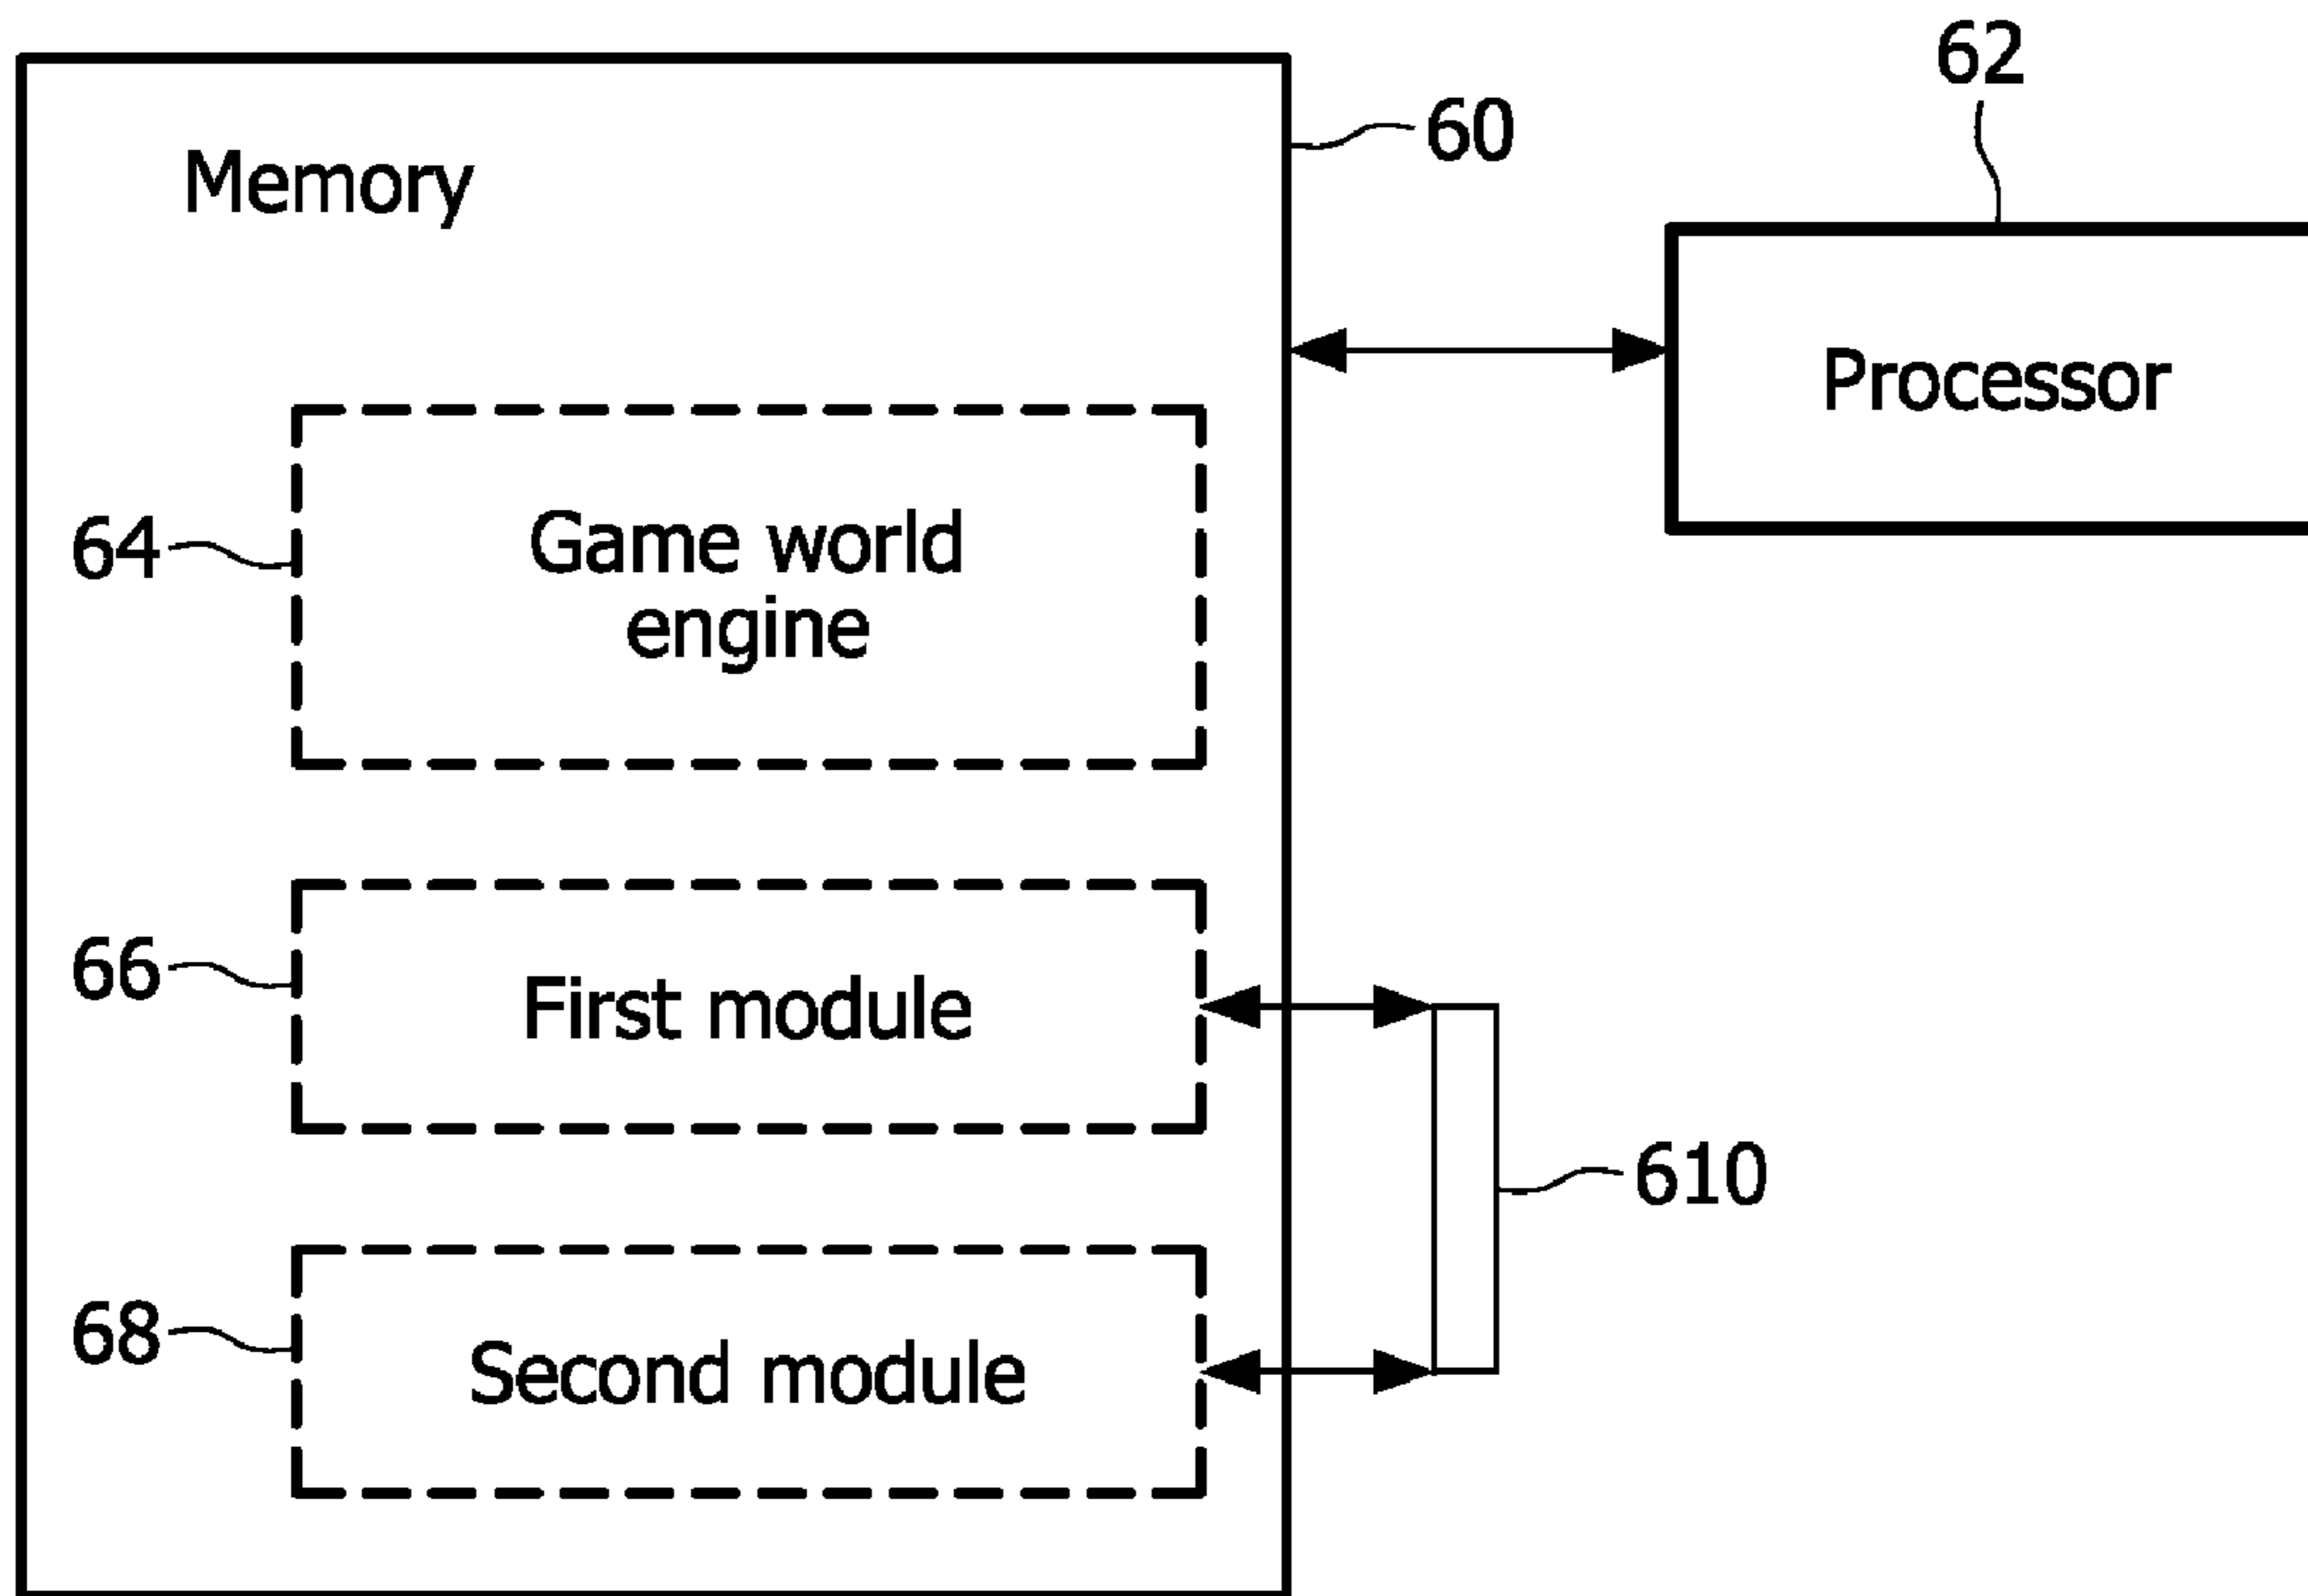 62
60
Memory
Processor
64
Game world
engine
66
First module
610
68
Second module